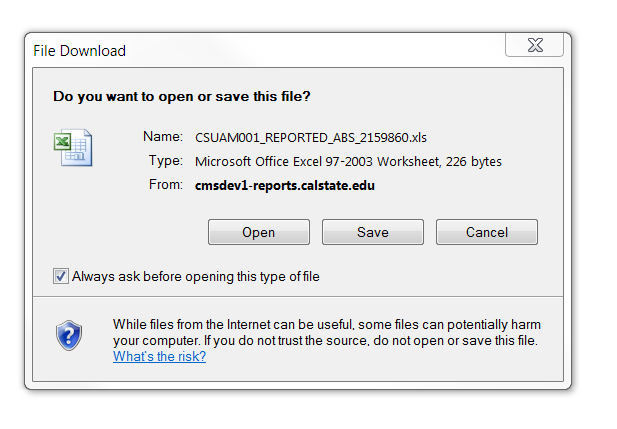 File Download
Do you want to open or save this file?
Name: CSUAM001_REPORTED_ABS_2159860.xls
Type: Microsoft Office Excel 97-2003 Worksheet, 226 bytes
From: cmsdev1-reports.calstate.edu
Open Save Cancel
Always ask before opening this type of file
While files from the Internet can be useful, some files can potentially harm
your computer. If you do not trust the source, do not open or save this file.
What's the risk?